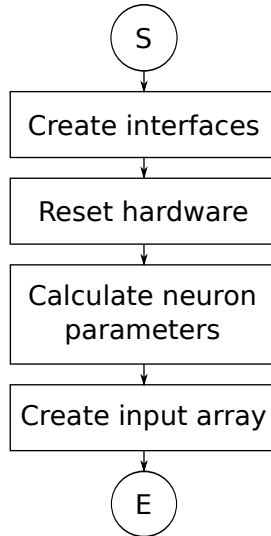 S
Create interfaces
Reset hardware
Calculate neuron
parameters
Create input array
E